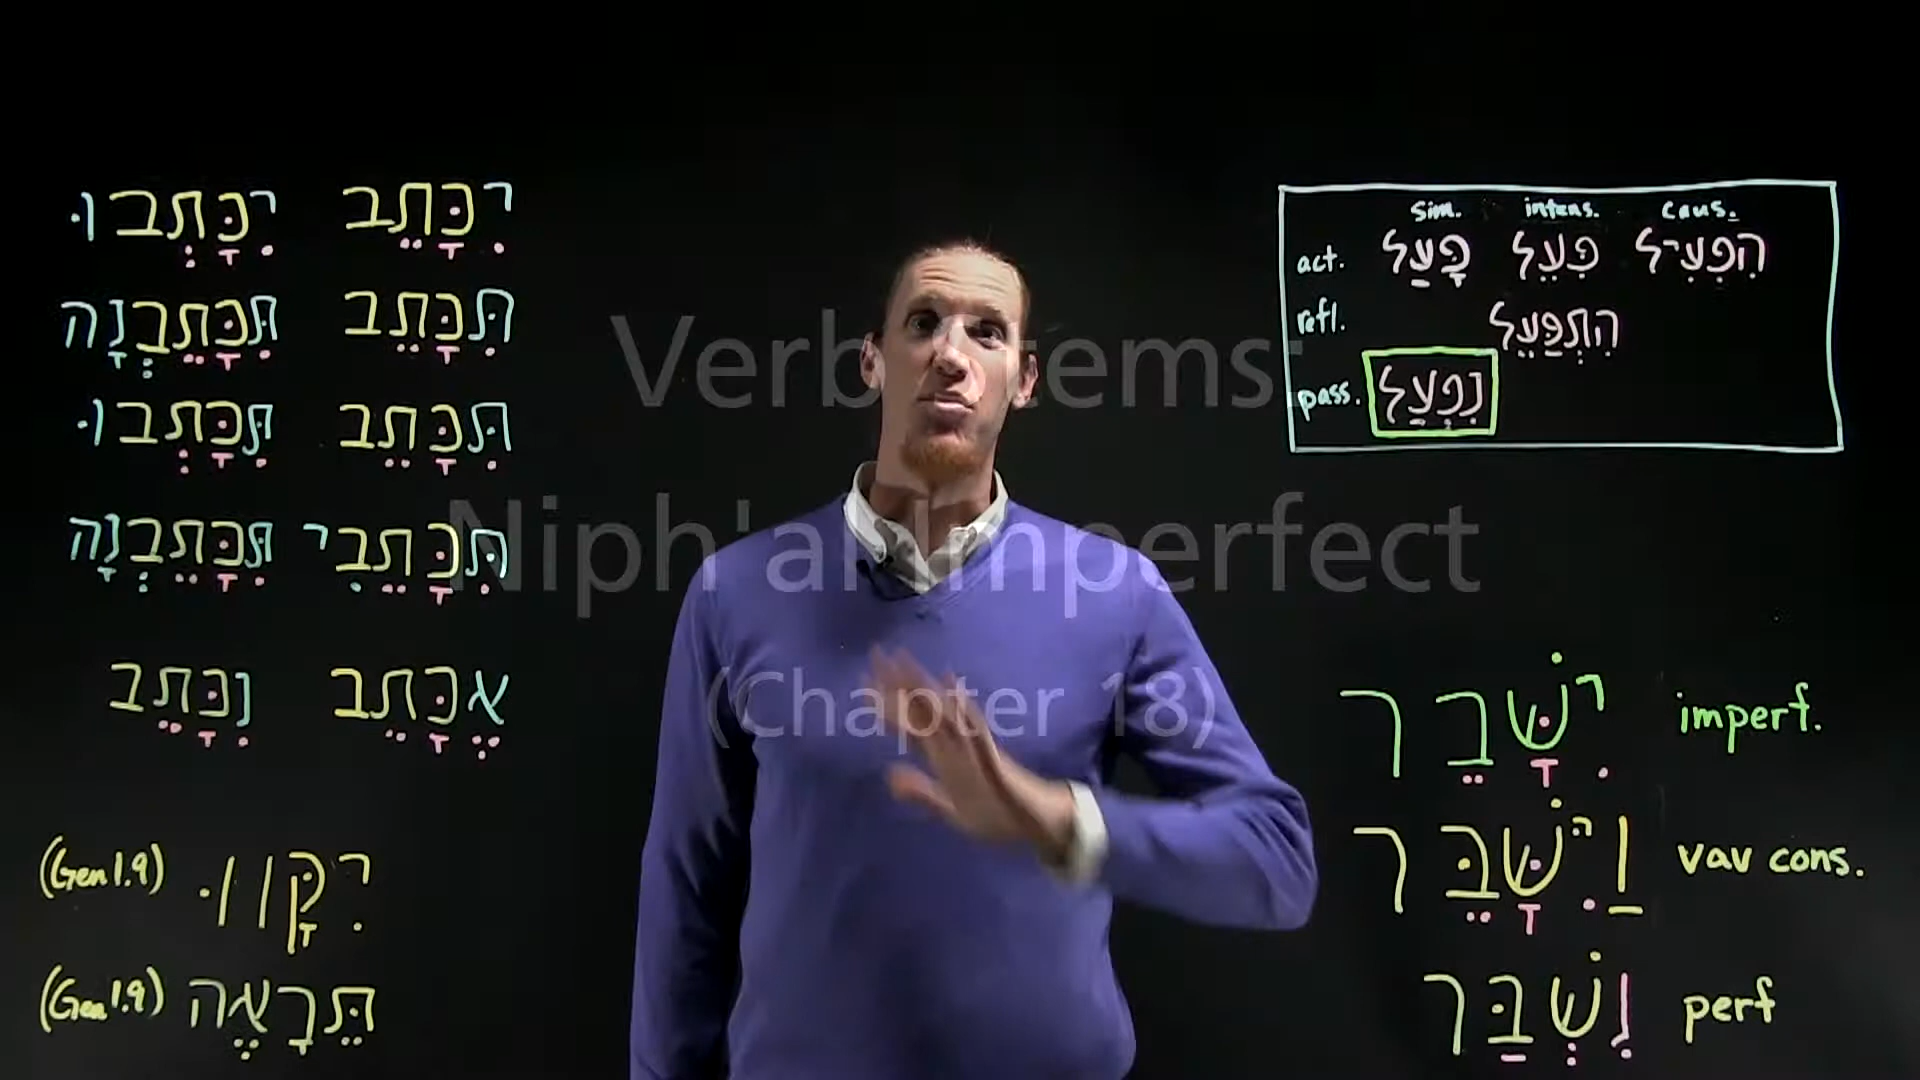 Verb Stems:
Niph'al Imperfect
(Chapter 18)
יִכָּתֵב יִכָּתְבוּ
תִּכָּתֵב תִּכָּתֵבְנָה
תִּכָּתֵב תִּכָּתְבוּ
תִּכָּתֵבִי תִּכָּתֵבְנָה
אֶכָּתֵב נִכָּתֵב
יִקָּווּ (Gen 1.9)
תֵּרָאֶה (Gen 1.9)
sim. intens. caus.
act. פָּעַל פִּעֵל הִפְעִיל
refl. הִתְפַּעֵל
pass. נִפְעַל
יִשָּׁבֵר imperf.
וַיִּשָּׁבֵּר vav cons.
נִשְׁבַּר perf